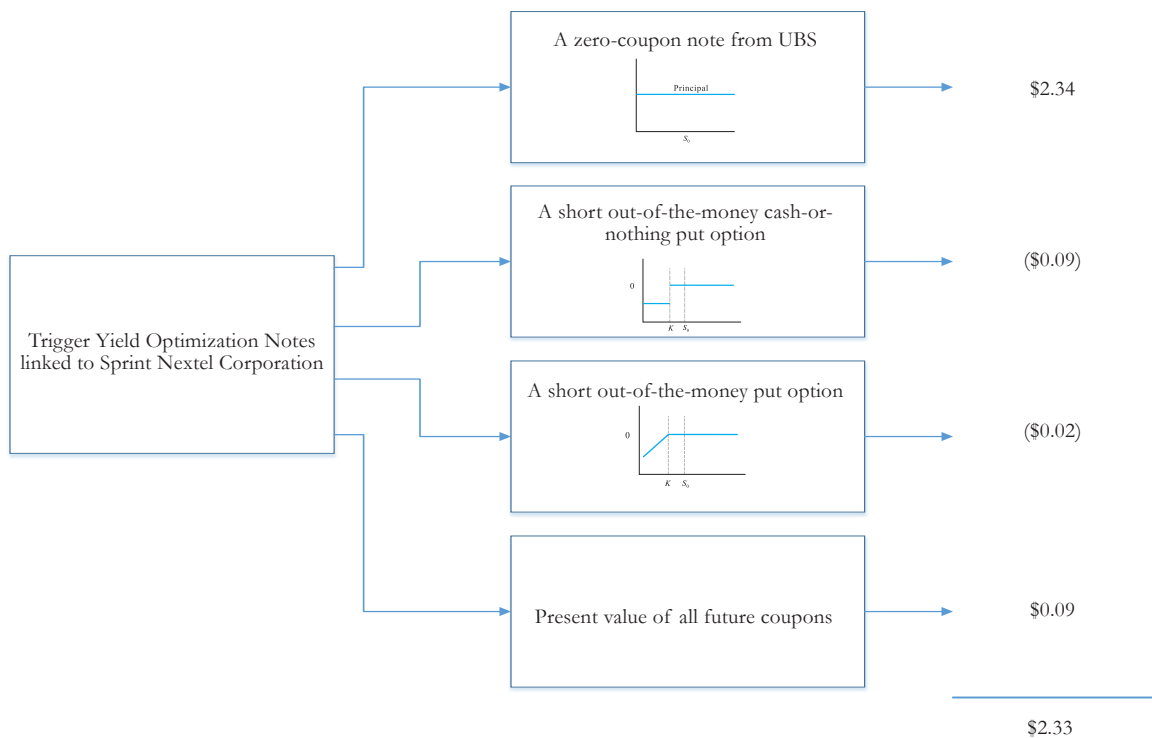 A zero-coupon note from UBS
Principal
S₀
$2.34
A short out-of-the-money cash-or-
nothing put option
0
K
S₀
($0.09)
Trigger Yield Optimization Notes
linked to Sprint Nextel Corporation
A short out-of-the-money put option
0
K
S₀
($0.02)
Present value of all future coupons
$0.09
$2.33